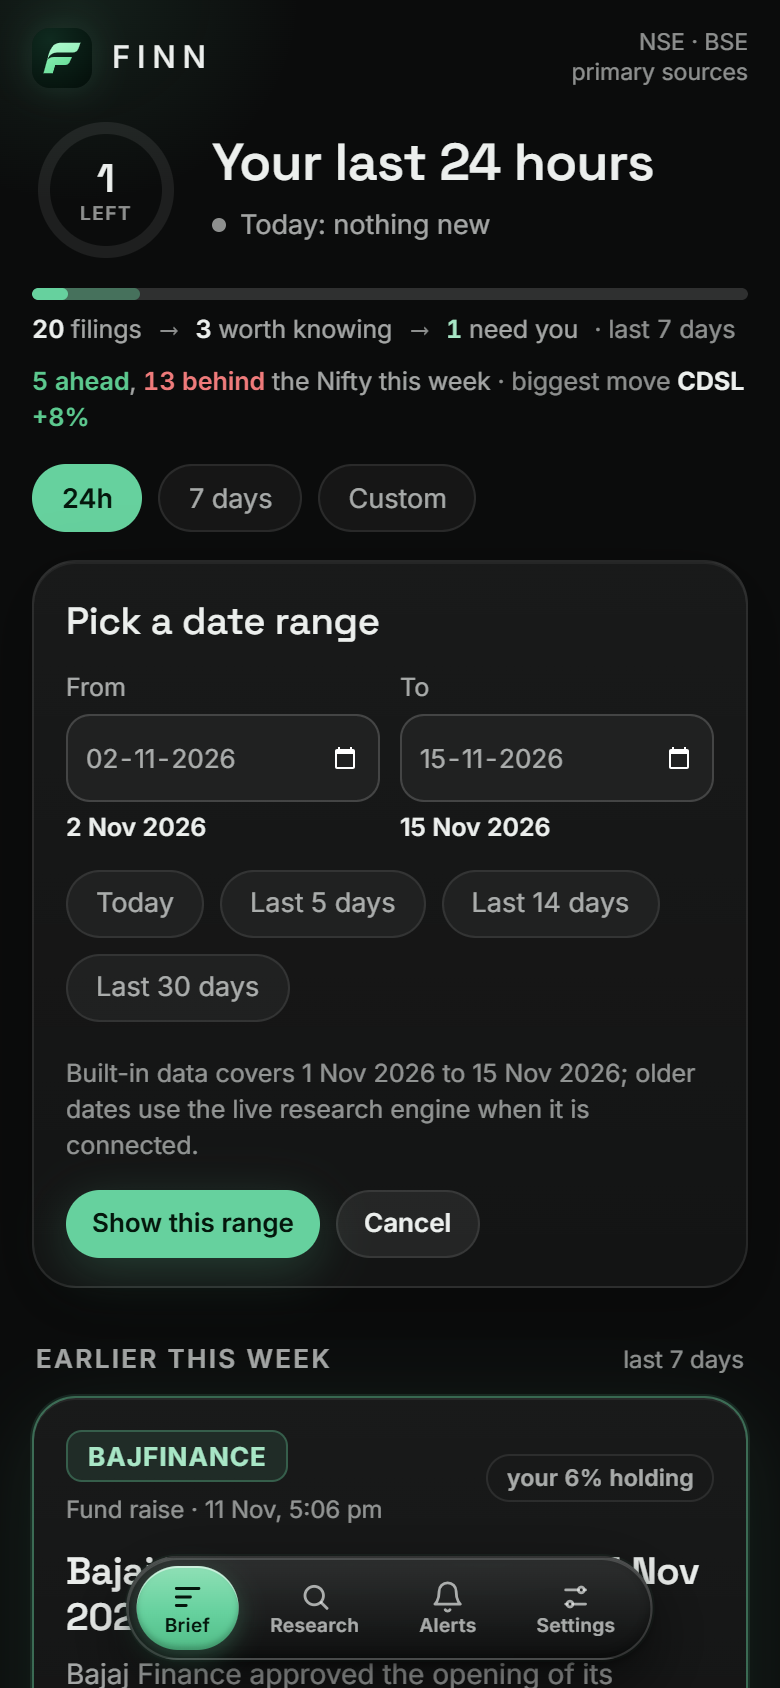 FINN
NSE · BSE
primary sources
1
LEFT
Your last 24 hours
Today: nothing new
20 filings → 3 worth knowing → 1 need you · last 7 days
5 ahead, 13 behind the Nifty this week · biggest move CDSL
+8%
24h 7 days Custom
Pick a date range
From To
02-11-2026 15-11-2026
2 Nov 2026 15 Nov 2026
Today Last 5 days Last 14 days
Last 30 days
Built-in data covers 1 Nov 2026 to 15 Nov 2026; older
dates use the live research engine when it is
connected.
Show this range Cancel
EARLIER THIS WEEK last 7 days
BAJFINANCE
your 6% holding
Fund raise · 11 Nov, 5:06 pm
Nov
Brief Research Alerts Settings
Bajaj Finance approved the opening of its